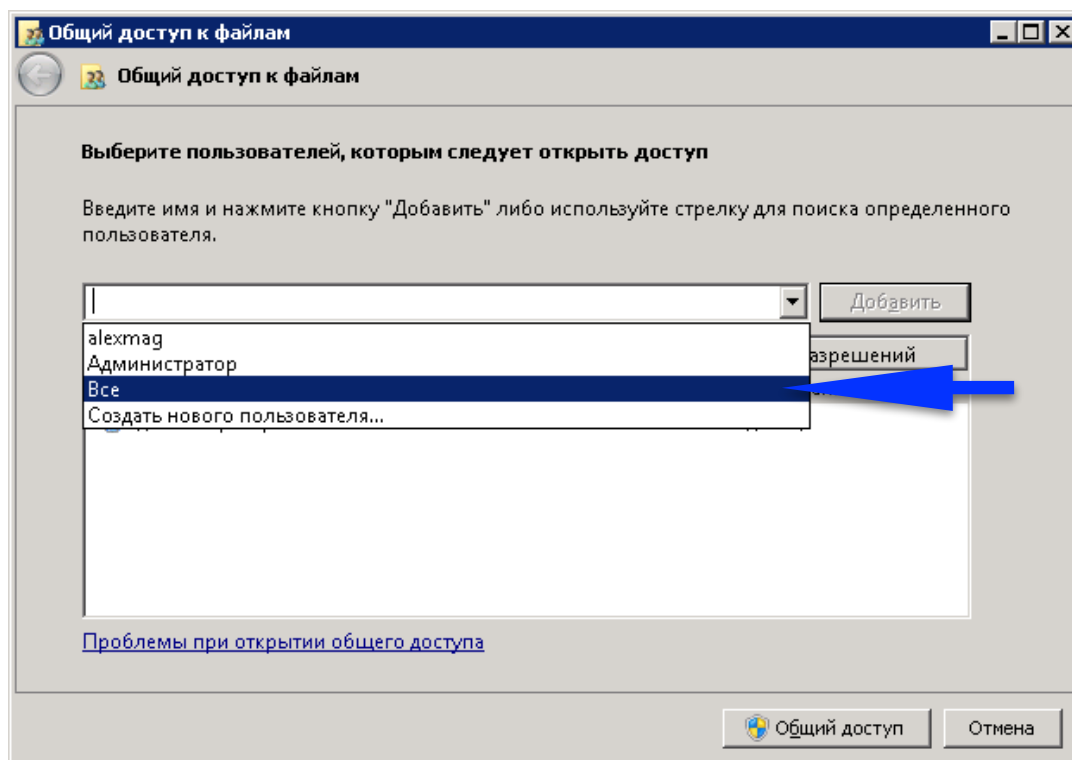 Общий доступ к файлам
Общий доступ к файлам
Выберите пользователей, которым следует открыть доступ
Введите имя и нажмите кнопку "Добавить" либо используйте стрелку для поиска определенного
пользователя.
Добавить
alexmag
Администратор
азрешений
Все
Создать нового пользователя...
Проблемы при открытии общего доступа
Общий доступ
Отмена